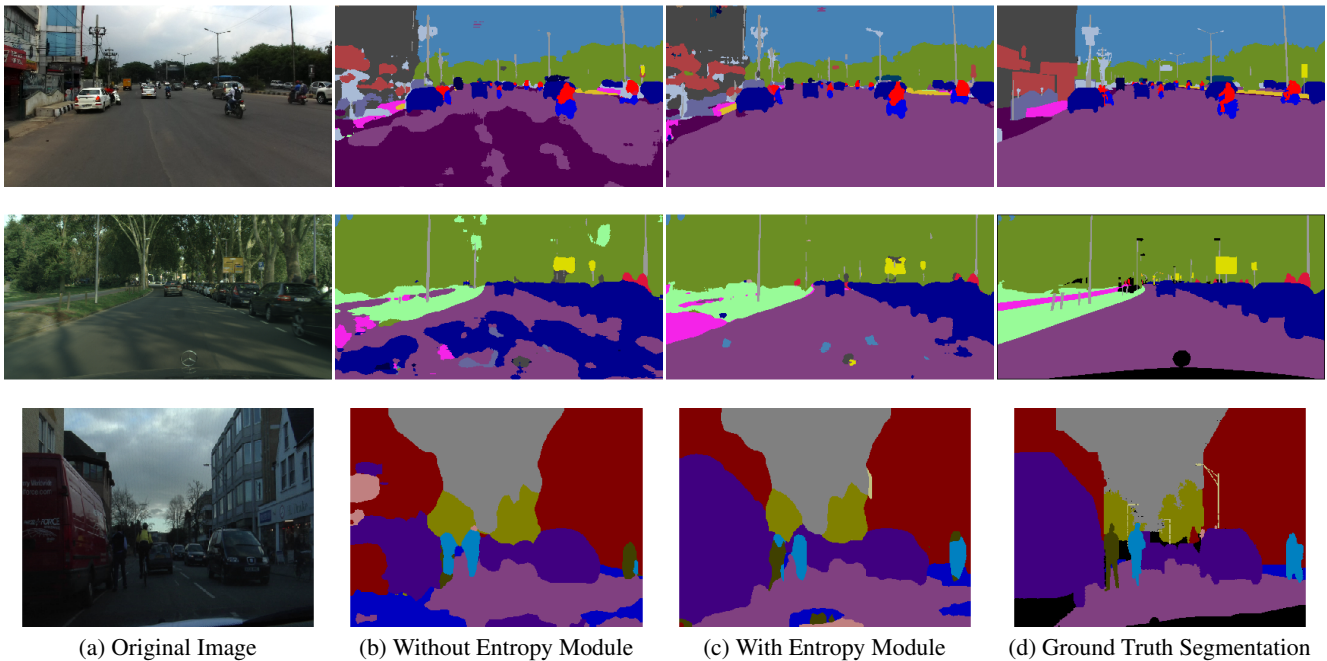 (a) Original Image
(b) Without Entropy Module
(c) With Entropy Module
(d) Ground Truth Segmentation